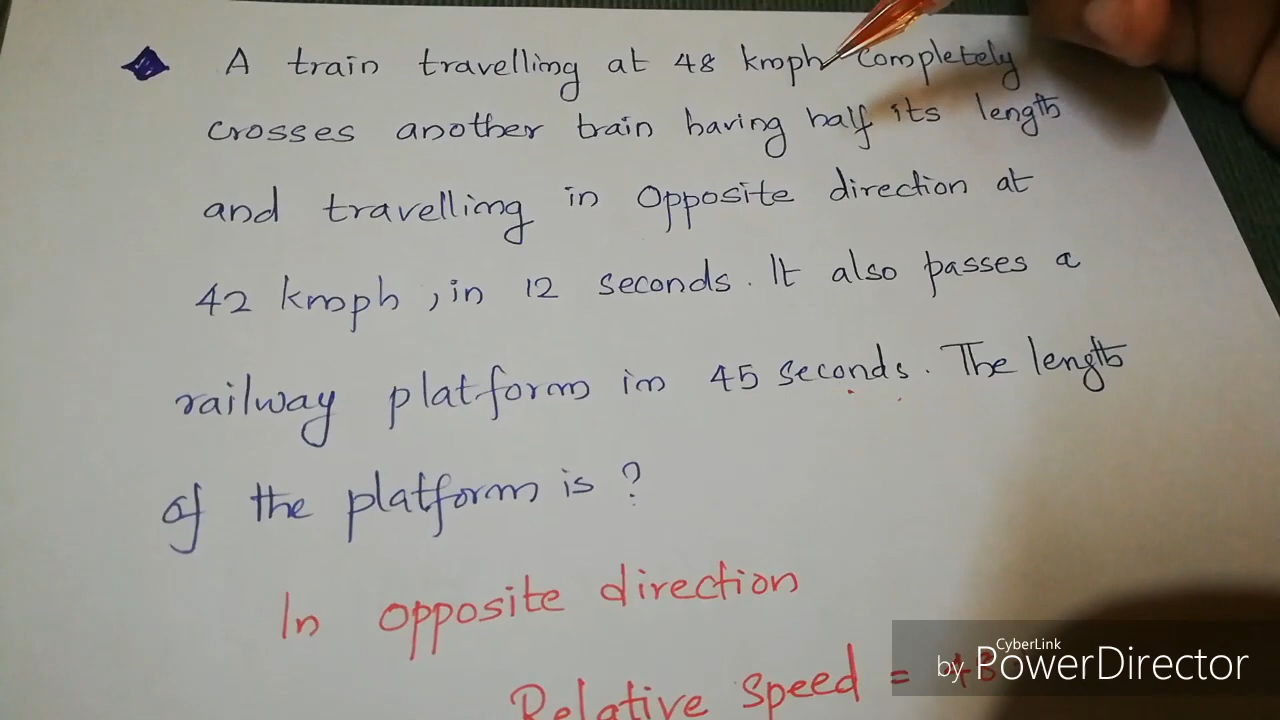 A train travelling at 48 kmph completely
crosses another train having half its length
and travelling in opposite direction at
42 kmph, in 12 seconds. It also passes a
railway platform in 45 seconds. The length
of the platform is ?
In opposite direction
Relative Speed = 48
CyberLink
by PowerDirector